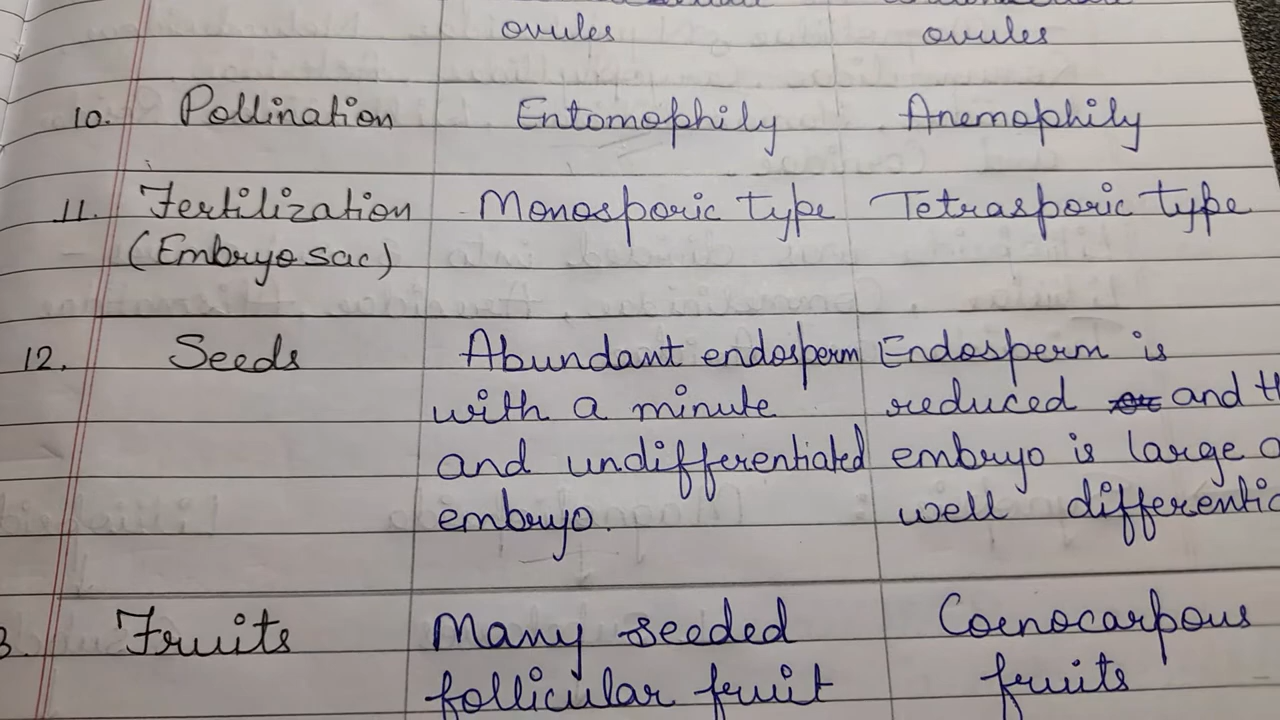 ovules ovules
10. Pollination Entomophily Anemophily
11. Fertilization Monosporic type Tetrasporic type
(Embryo sac)
12. Seeds Abundant endosperm Endosperm is
with a minute reduced and
and undifferentiated embryo is large
embryo. well
Fruits Many seeded Coenocarpous
follicular fruit fruits